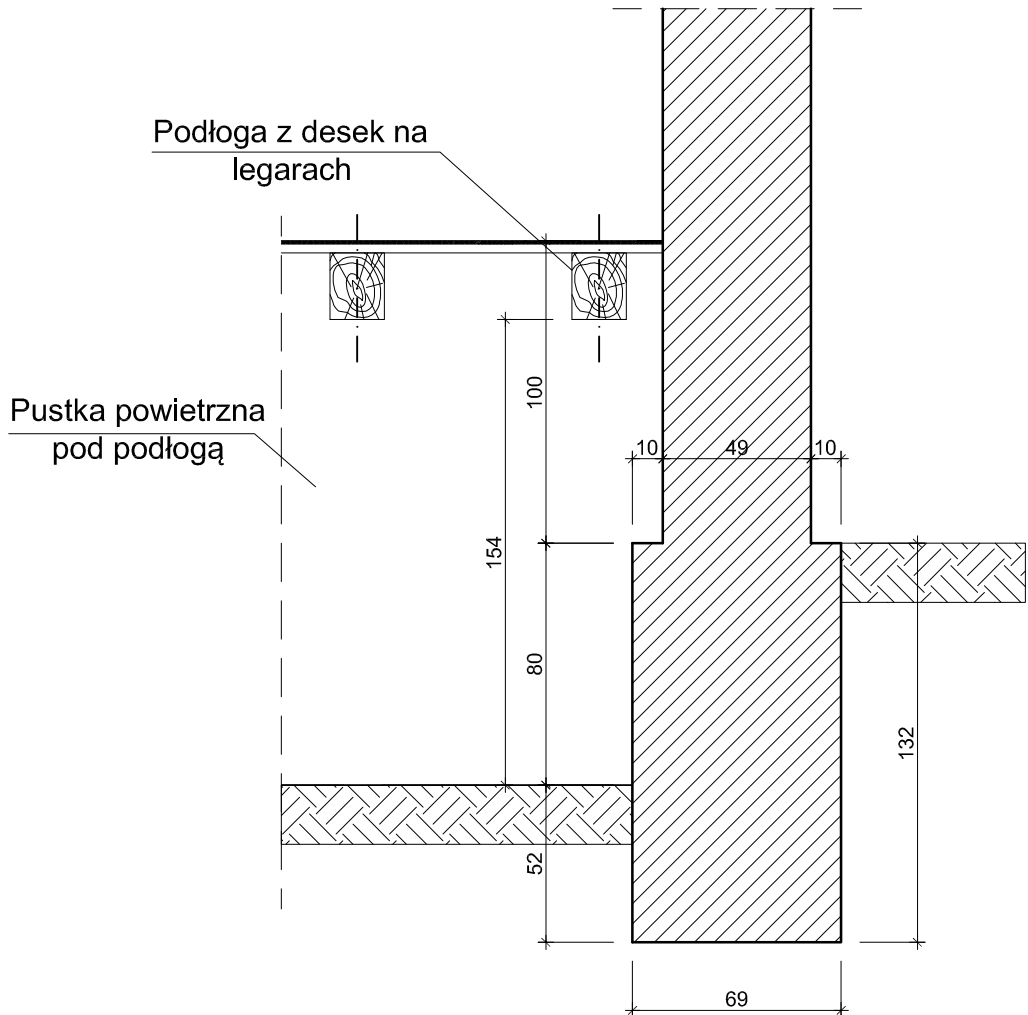 Podłoga z desek na
legarach
Pustka powietrzna
pod podłogą
100
10
49
10
154
80
132
52
69